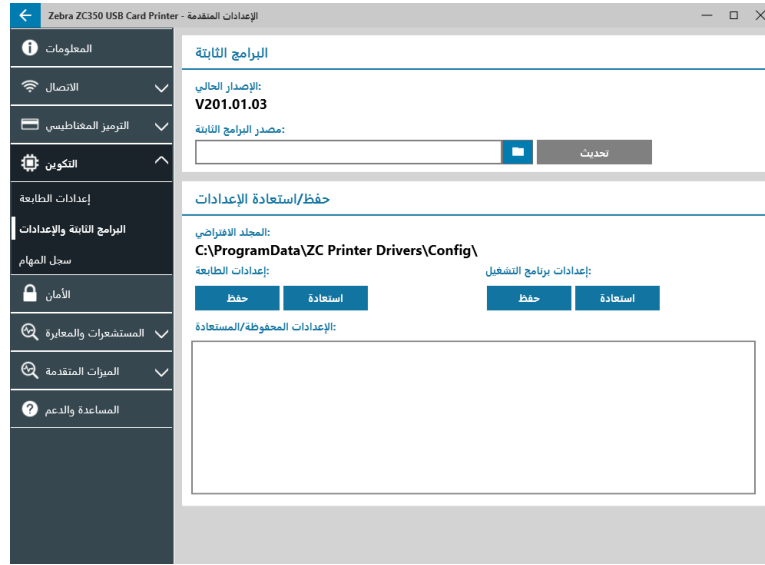 Zebra ZC350 USB Card Printer - الإعدادات المتقدمة
المعلومات
الاتصال
الترميز المغناطيسي
التكوين
إعدادات الطابعة
البرامج الثابتة والإعدادات
سجل المهام
الأمان
المستشعرات والمعايرة
الميزات المتقدمة
المساعدة والدعم
البرامج الثابتة
الإصدار الحالي:
V201.01.03
مصدر البرامج الثابتة:
تحديث
حفظ/استعادة الإعدادات
المجلد الافتراضي:
C:\ProgramData\ZC Printer Drivers\Config\
إعدادات الطابعة:
حفظ
استعادة
إعدادات برنامج التشغيل:
حفظ
استعادة
الإعدادات المحفوظة/المستعادة: